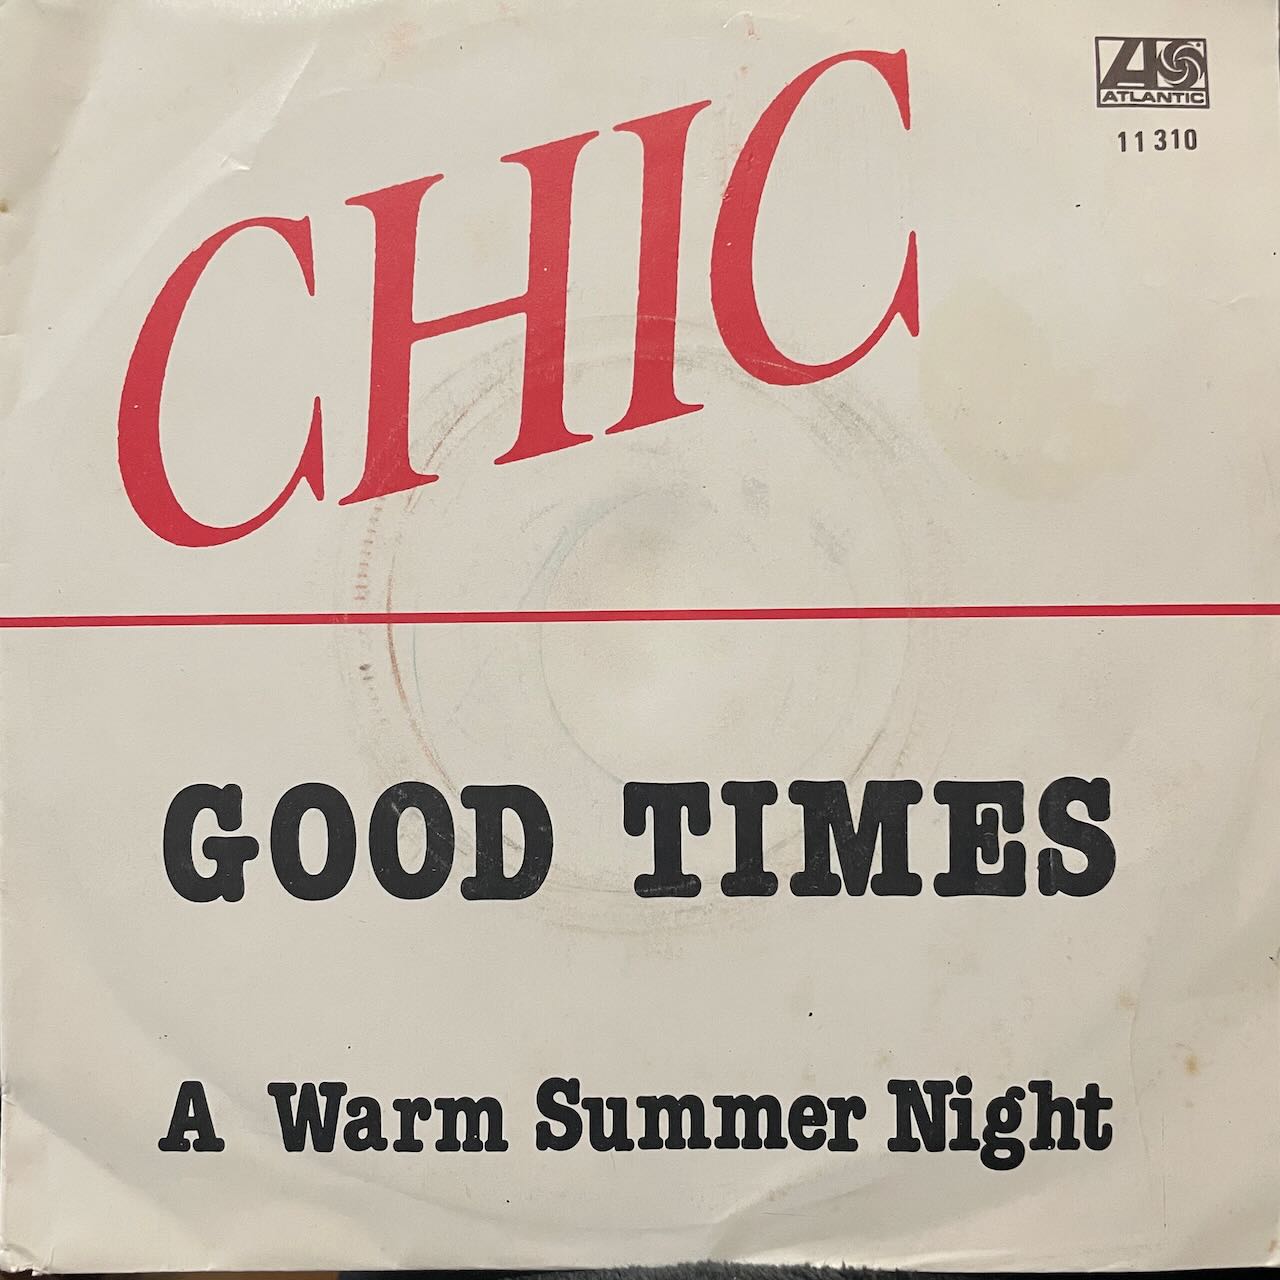 CHIC
ATLANTIC
11 310
GOOD TIMES
A Warm Summer Night